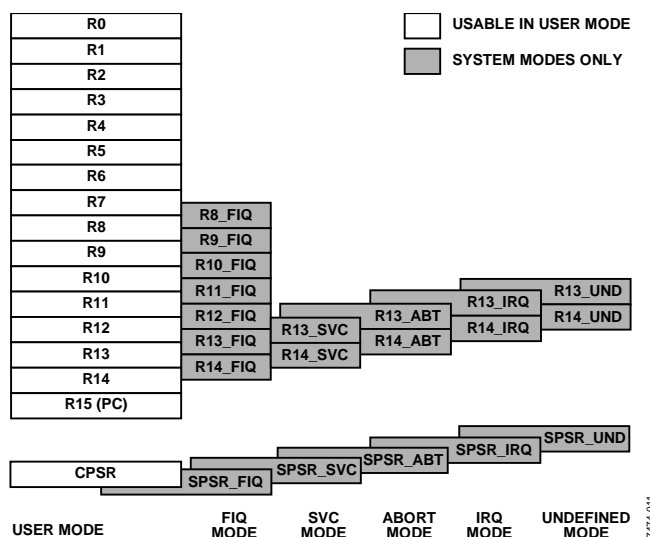 R0
R1
R2
R3
R4
R5
R6
R7
R8
R9
R10
R11
R12
R13
R14
R15 (PC)
USABLE IN USER MODE
SYSTEM MODES ONLY
R8_FIQ
R9_FIQ
R10_FIQ
R11_FIQ
R12_FIQ
R13_FIQ
R14_FIQ
R13_SVC
R14_SVC
R13_ABT
R14_ABT
R13_IRQ
R14_IRQ
R13_UND
R14_UND
CPSR
SPSR_FIQ
SPSR_SVC
SPSR_ABT
SPSR_IRQ
SPSR_UND
USER MODE
FIQ
MODE
SVC
MODE
ABORT
MODE
IRQ
MODE
UNDEFINED
MODE